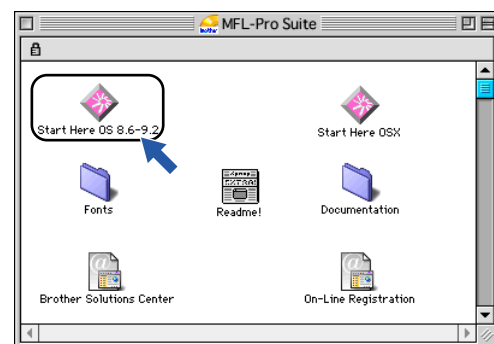 MFL-Pro Suite
Start Here OS 8.6-9.2
Start Here OSX
Fonts
Readme!
Documentation
Brother Solutions Center
On-Line Registration